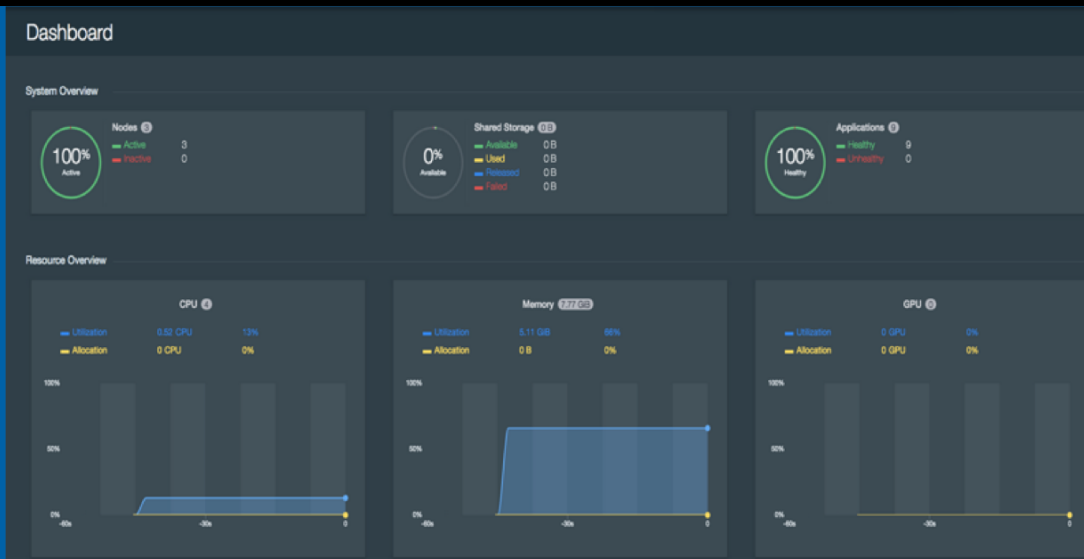 Dashboard
System Overview
Nodes 3
Active 3
Inactive 0
100%
Active
Shared Storage 0 B
Available 0 B
Used 0 B
Released 0 B
Failed 0 B
0%
Available
Applications 9
Healthy 9
Unhealthy 0
100%
Healthy
Resource Overview
CPU 4
Utilization 0.52 CPU 13%
Allocation 0 CPU 0%
100%
50%
0%
-60s -30s 0
Memory 7.77 GiB
Utilization 5.11 GiB 66%
Allocation 0 B 0%
100%
50%
0%
-60s -30s 0
GPU 0
Utilization 0 GPU 0%
Allocation 0 GPU 0%
100%
50%
0%
-60s -30s 0